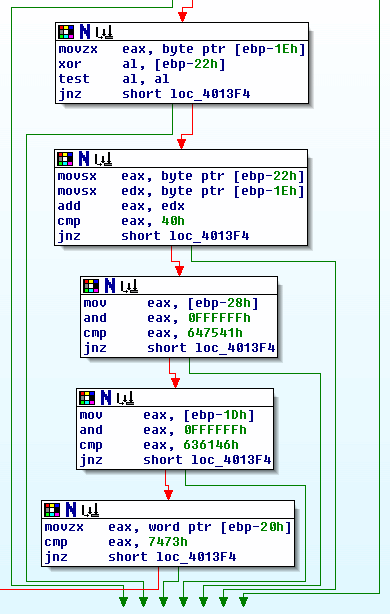 movzx eax, byte ptr [ebp-1Eh]
xor al, [ebp-22h]
test al, al
jnz short loc_4013F4
movsx eax, byte ptr [ebp-22h]
movsx edx, byte ptr [ebp-1Eh]
add eax, edx
cmp eax, 40h
jnz short loc_4013F4
mov eax, [ebp-28h]
and eax, 0FFFFFFh
cmp eax, 647541h
jnz short loc_4013F4
mov eax, [ebp-1Dh]
and eax, 0FFFFFFh
cmp eax, 636146h
jnz short loc_4013F4
movzx eax, word ptr [ebp-20h]
cmp eax, 7473h
jnz short loc_4013F4